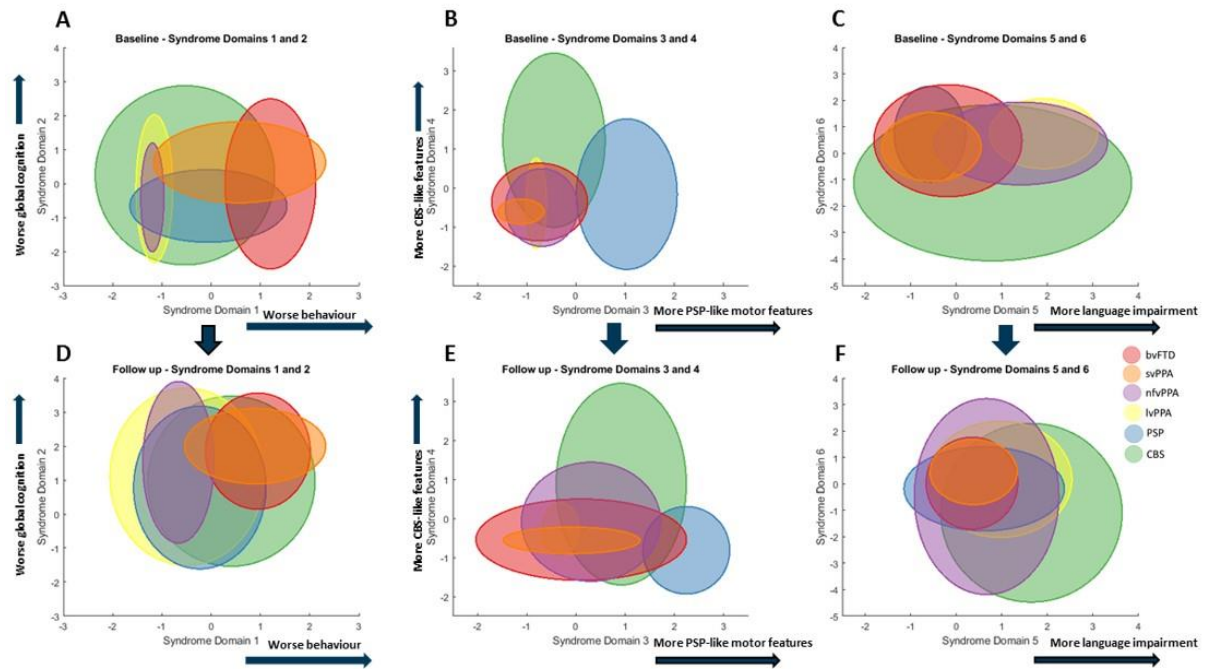 A
Baseline - Syndrome Domains 1 and 2
Worse global cognition
Syndrome Domain 2
4
3
2
1
0
-1
-2
-3
-3
-2
-1
0
1
2
3
Syndrome Domain 1
Worse behaviour
B
Baseline - Syndrome Domains 3 and 4
More CBS-like features
Syndrome Domain 4
3
2
1
0
-1
-2
-2
-1
0
1
2
3
Syndrome Domain 3
More PSP-like motor features
C
Baseline - Syndrome Domains 5 and 6
Syndrome Domain 6
4
3
2
1
0
-1
-2
-3
-4
-5
-2
-1
0
1
2
3
4
Syndrome Domain 5
More language impairment
D
Follow up - Syndrome Domains 1 and 2
Worse global cognition
Syndrome Domain 2
4
3
2
1
0
-1
-2
-3
-3
-2
-1
0
1
2
3
Syndrome Domain 1
Worse behaviour
E
Follow up - Syndrome Domains 3 and 4
More CBS-like features
Syndrome Domain 4
3
2
1
0
-1
-2
-2
-1
0
1
2
3
Syndrome Domain 3
More PSP-like motor features
F
Follow up - Syndrome Domains 5 and 6
Syndrome Domain 6
4
3
2
1
0
-1
-2
-3
-4
-5
-2
-1
0
1
2
3
4
Syndrome Domain 5
More language impairment
bvFTD
svPPA
nfvPPA
lvPPA
PSP
CBS